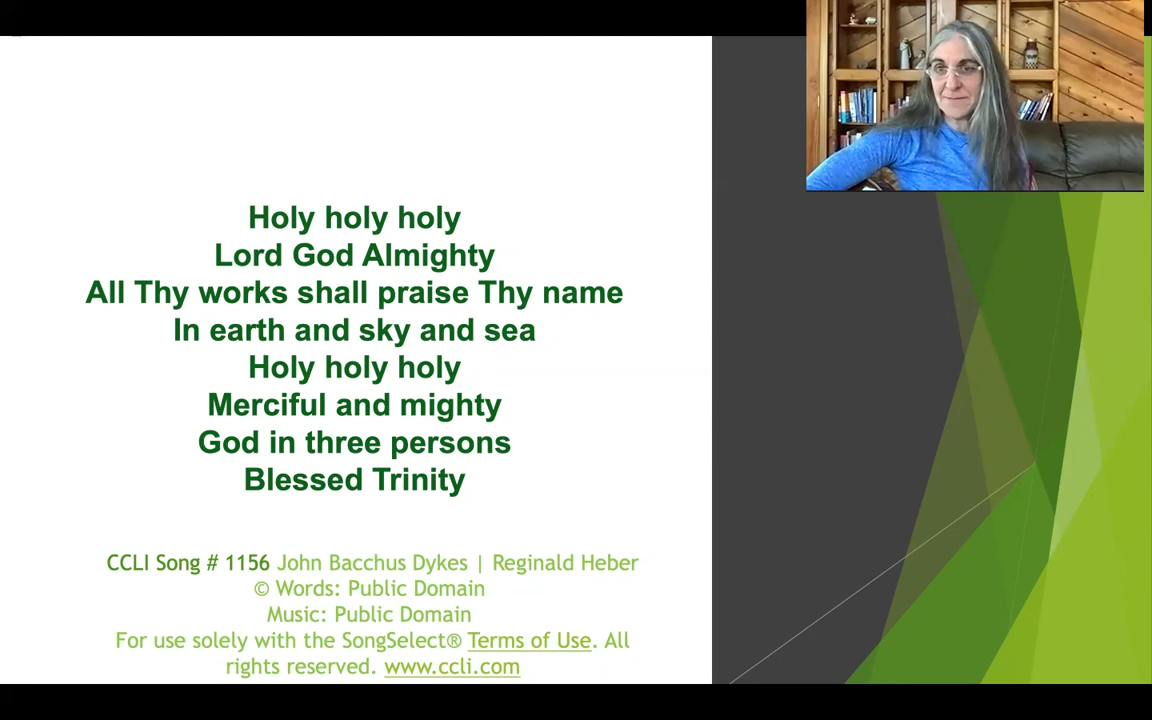 Holy holy holy
Lord God Almighty
All Thy works shall praise Thy name
In earth and sky and sea
Holy holy holy
Merciful and mighty
God in three persons
Blessed Trinity
CCLI Song # 1156 John Bacchus Dykes | Reginald Heber
© Words: Public Domain
Music: Public Domain
For use solely with the SongSelect® Terms of Use. All
rights reserved. www.ccli.com